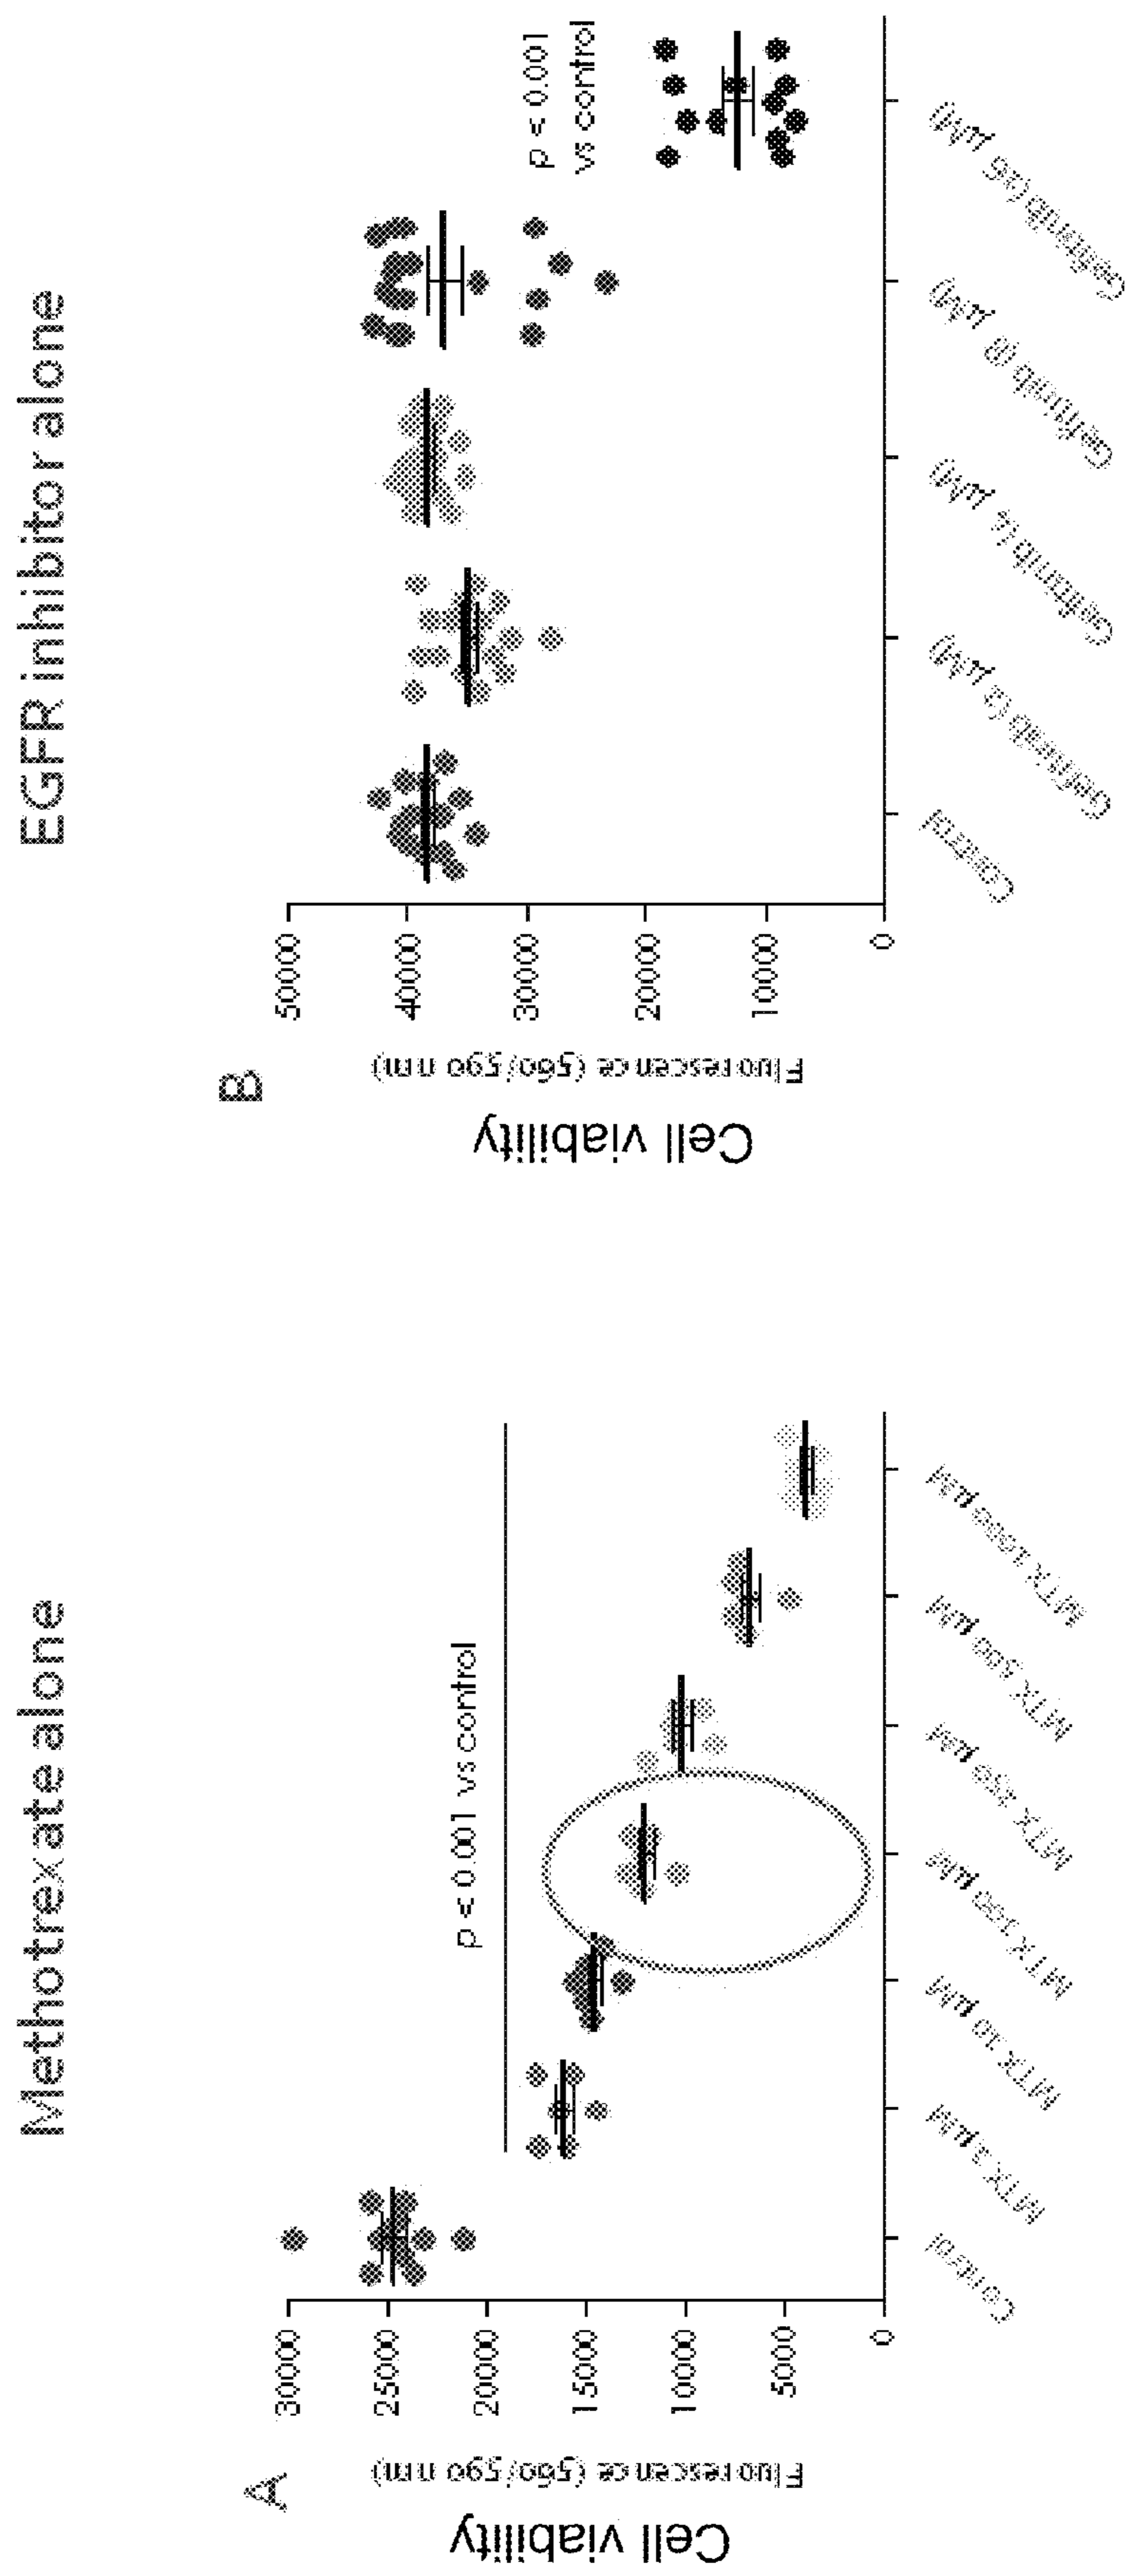 Methotrexate alone
A
Cell viability
Fluorescence (560/590 nm)
30000
25000
20000
15000
10000
5000
0
p < 0.001 vs control
Control
MTX 1 µM
MTX 10 µM
MTX 100 µM
MTX 250 µM
MTX 500 µM
MTX 1000 µM
EGFR inhibitor alone
B
Cell viability
Fluorescence (560/590 nm)
50000
40000
30000
20000
10000
0
p < 0.001
vs control
Control
Gefitinib (µM)
Gefitinib (4 µM)
Gefitinib (8 µM)
Gefitinib (16 µM)